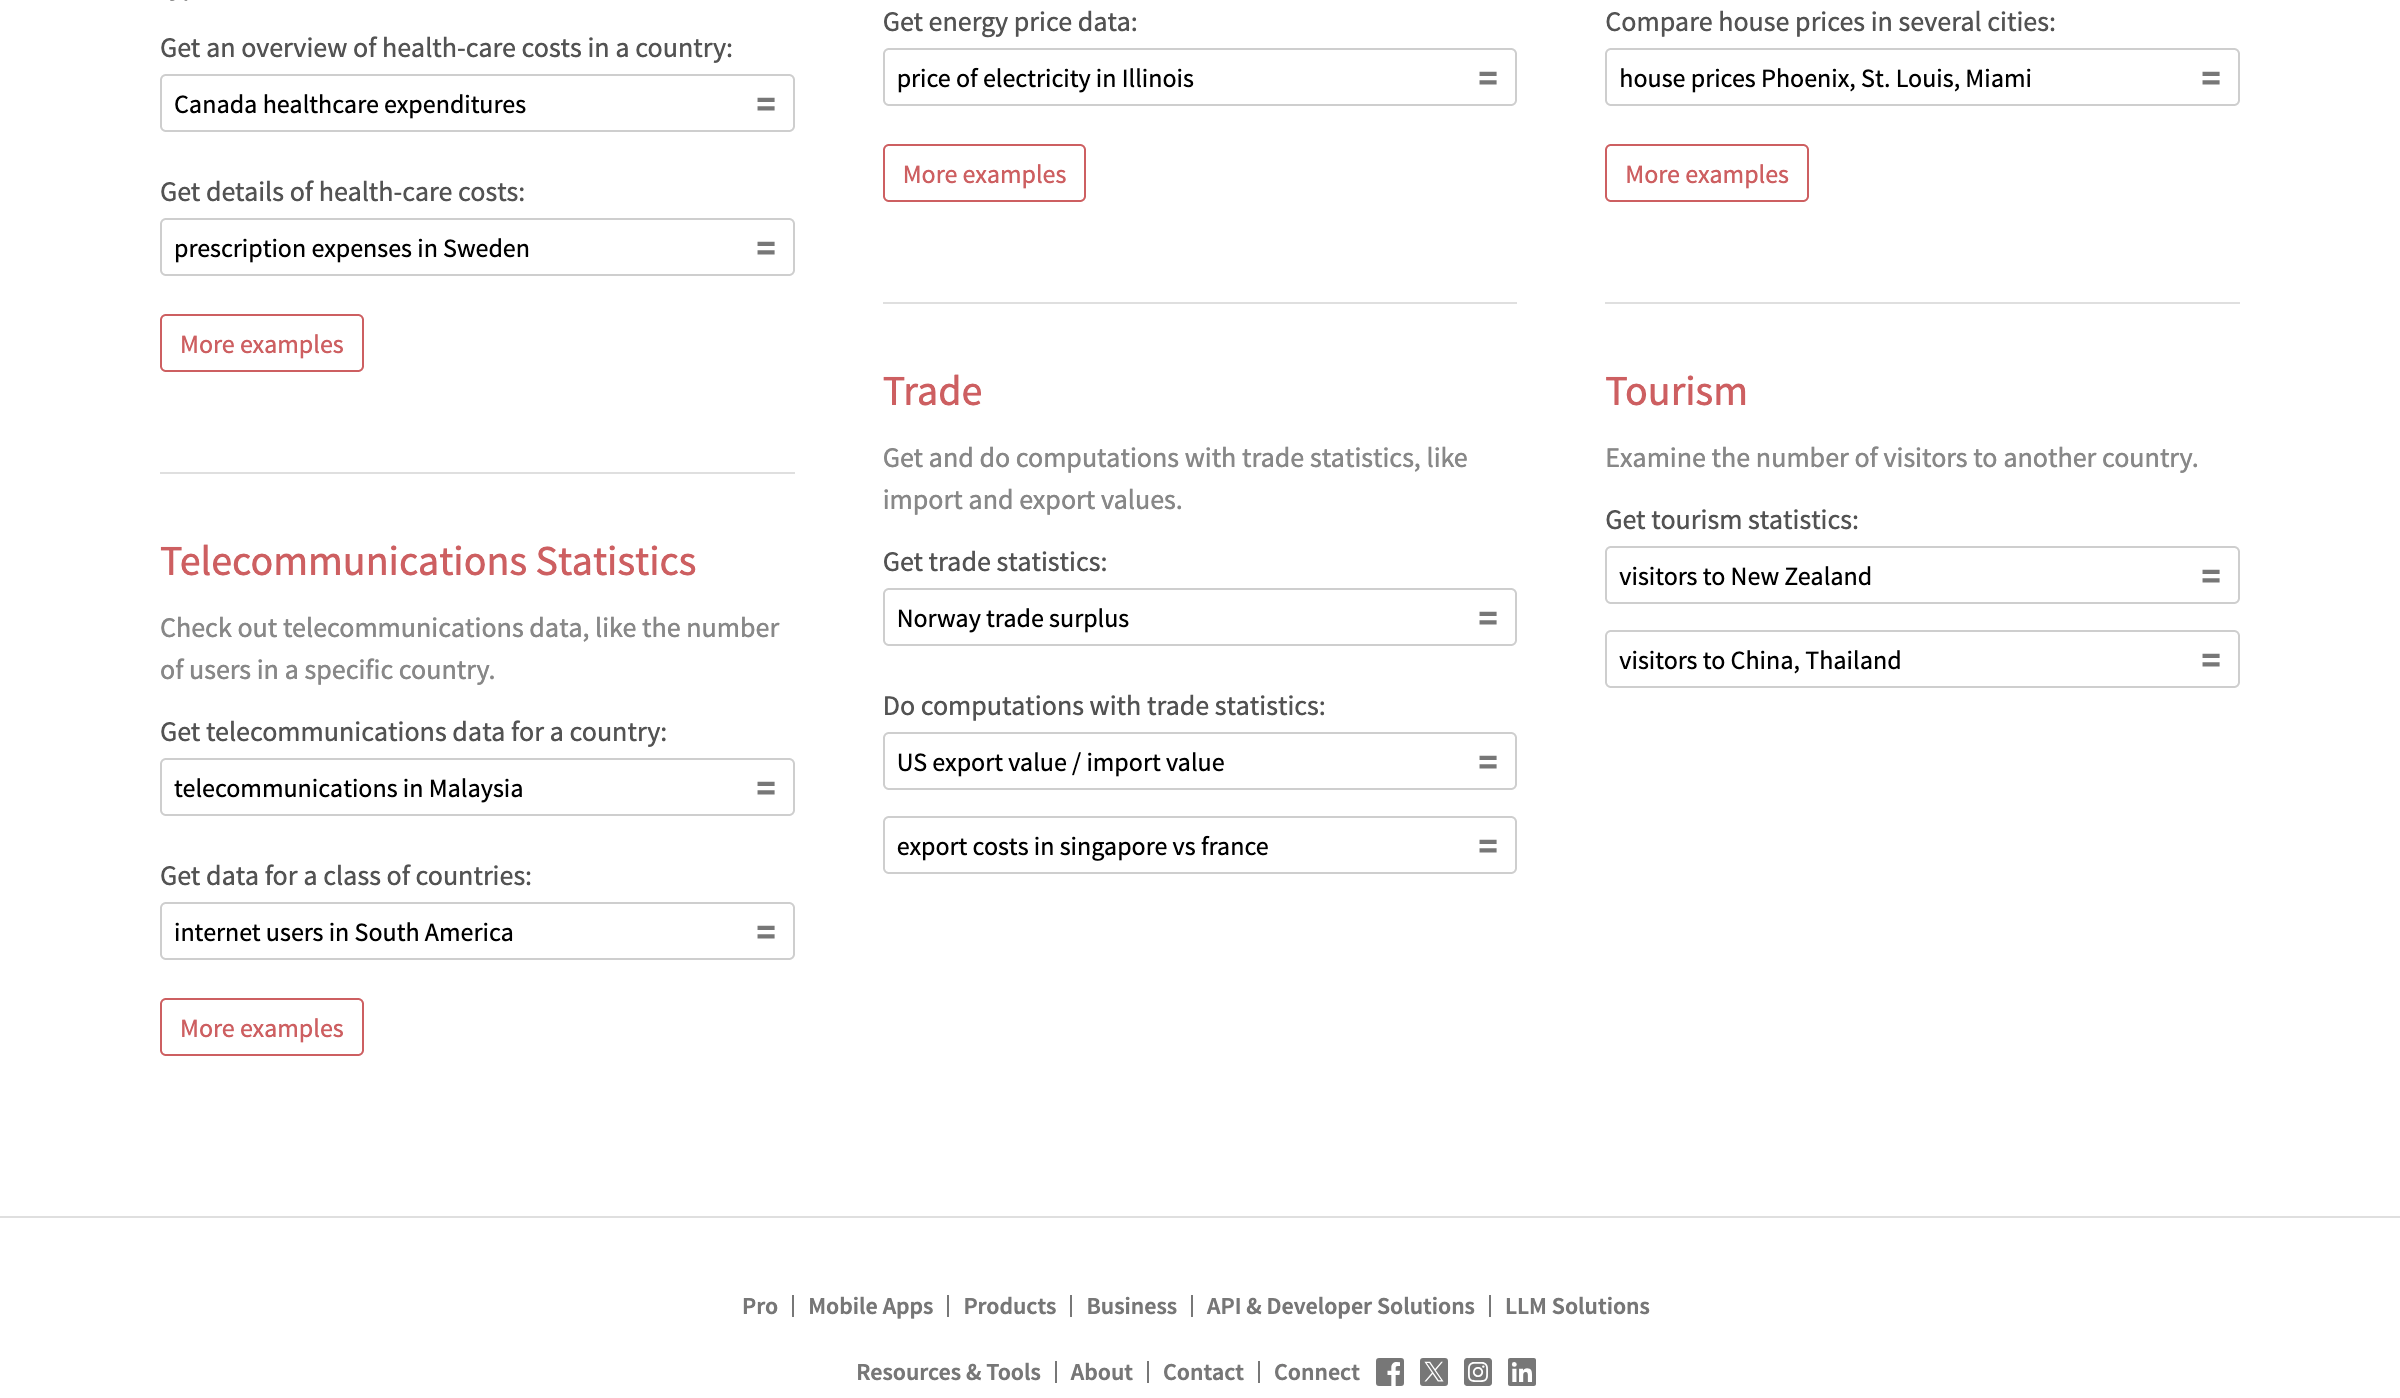 Get an overview of health-care costs in a country:
Canada healthcare expenditures =
Get details of health-care costs:
prescription expenses in Sweden =
More examples
Telecommunications Statistics
Check out telecommunications data, like the number
of users in a specific country.
Get telecommunications data for a country:
telecommunications in Malaysia =
Get data for a class of countries:
internet users in South America =
More examples
Get energy price data:
price of electricity in Illinois =
More examples
Trade
Get and do computations with trade statistics, like
import and export values.
Get trade statistics:
Norway trade surplus =
Do computations with trade statistics:
US export value / import value =
export costs in singapore vs france =
Compare house prices in several cities:
house prices Phoenix, St. Louis, Miami =
More examples
Tourism
Examine the number of visitors to another country.
Get tourism statistics:
visitors to New Zealand =
visitors to China, Thailand =
Pro | Mobile Apps | Products | Business | API & Developer Solutions | LLM Solutions
Resources & Tools | About | Contact | Connect